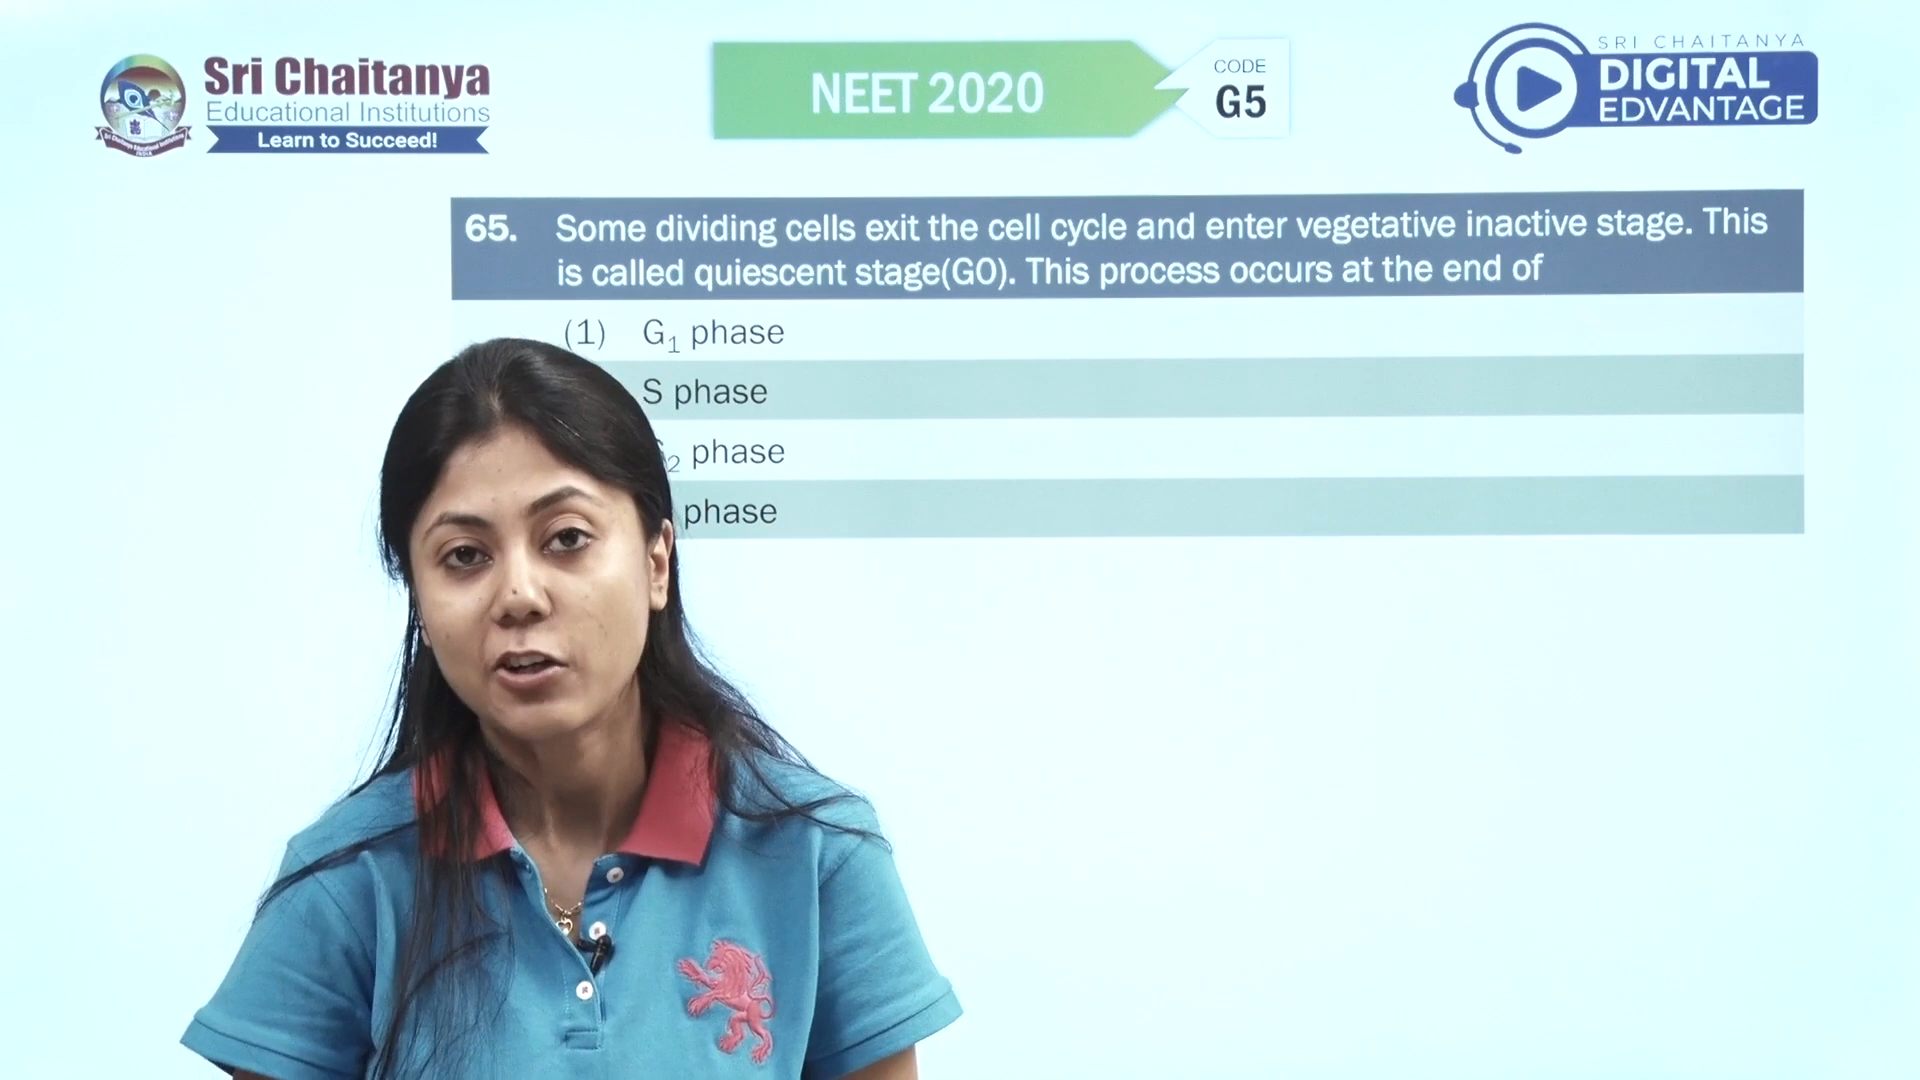 Sri Chaitanya
Educational Institutions
Learn to Succeed!
NEET 2020
CODE
G5
SRI CHAITANYA
DIGITAL
EDVANTAGE
65. Some dividing cells exit the cell cycle and enter vegetative inactive stage. This
is called quiescent stage(G0). This process occurs at the end of
(1) G₁ phase
S phase
₂ phase
phase